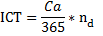 ICT = Ca/365 * n_d